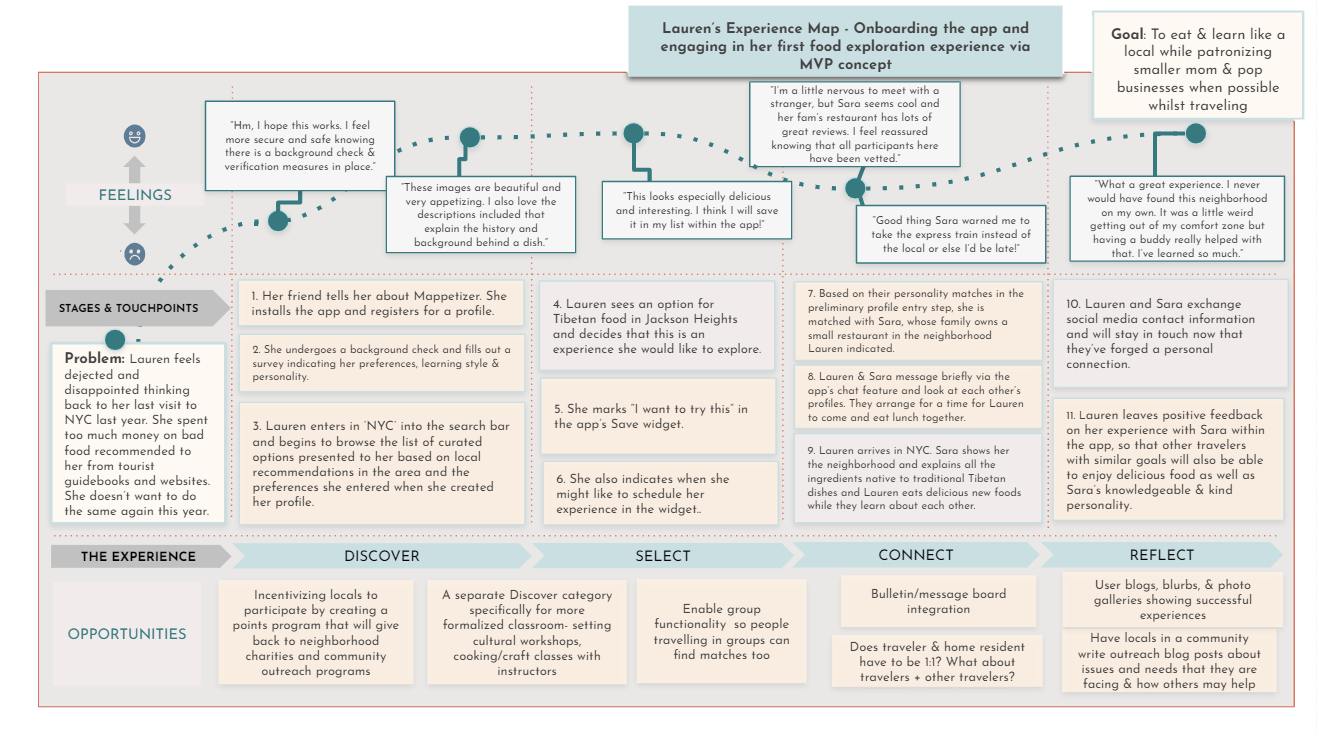 Lauren's Experience Map - Onboarding the app and
engaging in her first food exploration experience via
MVP concept
Goal: To eat & learn like a
local while patronizing
smaller mom & pop
businesses when possible
whilst traveling
FEELINGS
"Hm, I hope this works. I feel
more secure and safe knowing
there is a background check &
verification measures in place."
"These images are beautiful and
very appetizing. I also love the
descriptions included that
explain the history and
background behind a dish."
"This looks especially delicious
and interesting. I think I will save
it in my list within the app!"
"I'm a little nervous to meet with a
stranger, but Sara seems cool and
her fam's restaurant has lots of
great reviews. I feel reassured
knowing that all participants here
have been vetted."
"Good thing Sara warned me to
take the express train instead of
the local or else I'd be late!"
"What a great experience. I never
would have found this neighborhood
on my own. It was a little weird
getting out of my comfort zone but
having a buddy really helped with
that. I've learned so much."
STAGES & TOUCHPOINTS
Problem: Lauren feels
dejected and
disappointed thinking
back to her last visit to
NYC last year. She spent
too much money on bad
food recommended to
her from tourist
guidebooks and websites.
She doesn't want to do
the same again this year.
1. Her friend tells her about Mappetizer. She
installs the app and registers for a profile.
2. She undergoes a background check and fills out a
survey indicating her preferences, learning style &
personality.
3. Lauren enters in 'NYC' into the search bar
and begins to browse the list of curated
options presented to her based on local
recommendations in the area and the
preferences she entered when she created
her profile.
4. Lauren sees an option for
Tibetan food in Jackson Heights
and decides that this is an
experience she would like to explore.
5. She marks "I want to try this" in
the app's Save widget.
6. She also indicates when she
might like to schedule her
experience in the widget..
7. Based on their personality matches in the
preliminary profile entry step, she is
matched with Sara, whose family owns a
small restaurant in the neighborhood
Lauren indicated.
8. Lauren & Sara message briefly via the
app's chat feature and look at each other's
profiles. They arrange for a time for Lauren
to come and eat lunch together.
9. Lauren arrives in NYC. Sara shows her
the neighborhood and explains all the
ingredients native to traditional Tibetan
dishes and Lauren eats delicious new foods
while they learn about each other.
10. Lauren and Sara exchange
social media contact information
and will stay in touch now that
they've forged a personal
connection.
11. Lauren leaves positive feedback
on her experience with Sara within
the app, so that other travelers
with similar goals will also be able
to enjoy delicious food as well as
Sara's knowledgeable & kind
personality.
THE EXPERIENCE
DISCOVER
SELECT
CONNECT
REFLECT
OPPORTUNITIES
Incentivizing locals to
participate by creating a
points program that will give
back to neighborhood
charities and community
outreach programs
A separate Discover category
specifically for more
formalized classroom- setting
cultural workshops,
cooking/craft classes with
instructors
Enable group
functionality so people
travelling in groups can
find matches too
Bulletin/message board
integration
Does traveler & home resident
have to be 1:1? What about
travelers + other travelers?
User blogs, blurbs, & photo
galleries showing successful
experiences
Have locals in a community
write outreach blog posts about
issues and needs that they are
facing & how others may help